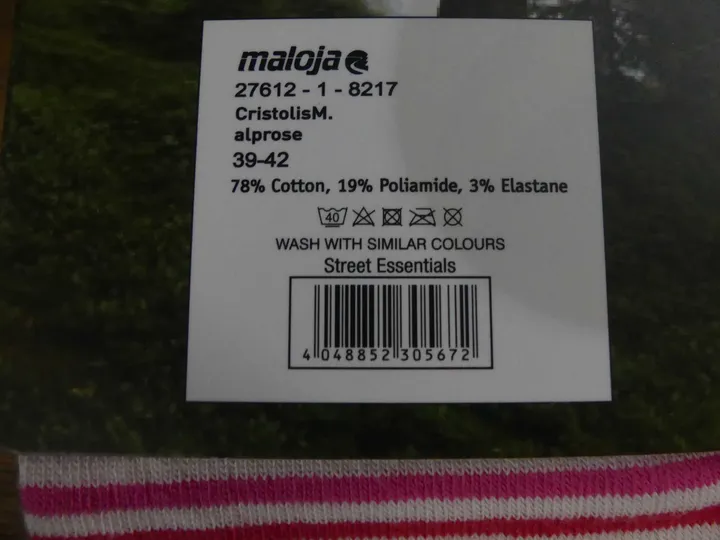 maloja
27612 - 1 - 8217
CristolisM.
alprose
39-42
78% Cotton, 19% Poliamide, 3% Elastane
40
WASH WITH SIMILAR COLOURS
Street Essentials
4 048852 305672